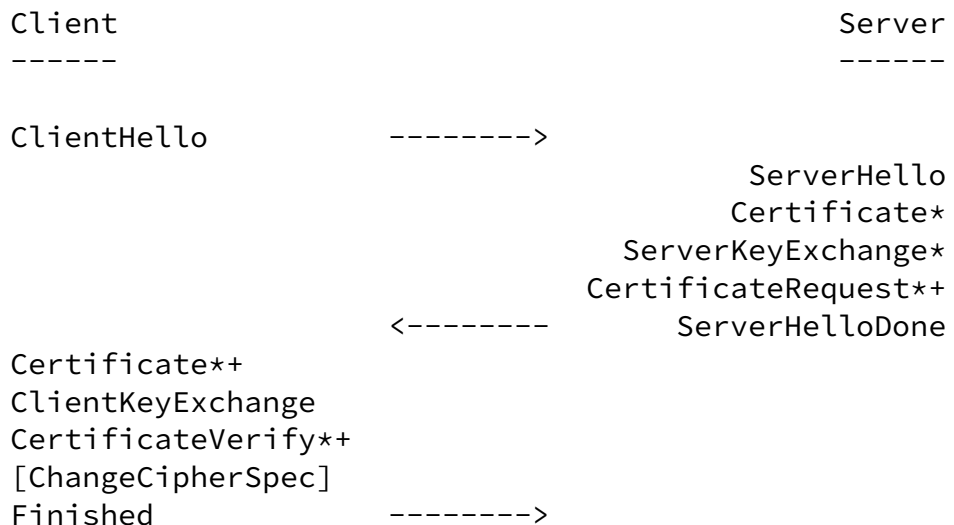 Client Server
------ ------
ClientHello -------->
ServerHello
Certificate*
ServerKeyExchange*
CertificateRequest*+
<-------- ServerHelloDone
Certificate*+
ClientKeyExchange
CertificateVerify*+
[ChangeCipherSpec]
Finished -------->